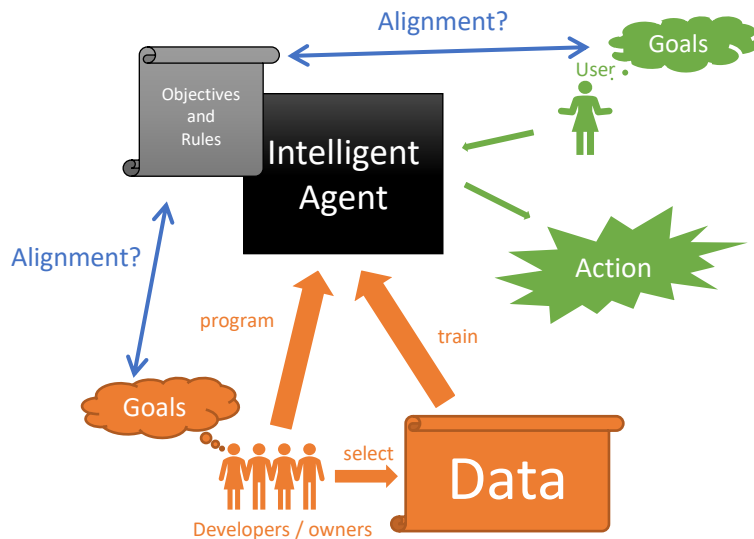 Alignment?
Goals
User
Objectives
and
Rules
Intelligent
Agent
Alignment?
Action
program
train
Goals
select
Data
Developers / owners